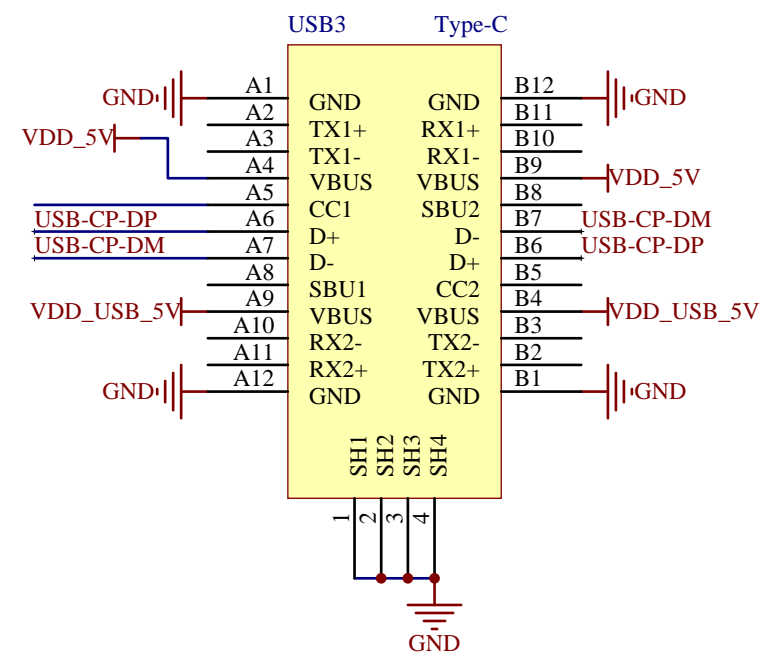 USB3 Type-C
GND A1 GND GND B12 GND
A2 TX1+ RX1+ B11
VDD_5V A3 TX1- RX1- B10
A4 VBUS VBUS B9 VDD_5V
A5 CC1 SBU2 B8
USB-CP-DP A6 D+ D- B7 USB-CP-DM
USB-CP-DM A7 D- D+ B6 USB-CP-DP
A8 SBU1 CC2 B5
VDD_USB_5V A9 VBUS VBUS B4 VDD_USB_5V
A10 RX2- TX2- B3
A11 RX2+ TX2+ B2
GND A12 GND GND B1 GND
SH1 SH2 SH3 SH4
1 2 3 4
GND